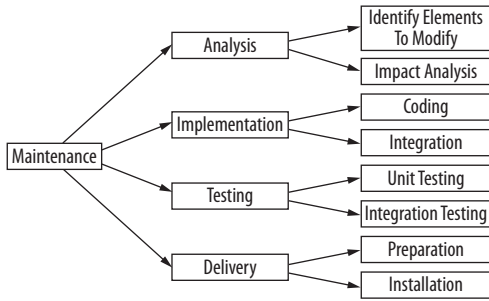 Maintenance
Analysis
Identify Elements
To Modify
Impact Analysis
Implementation
Coding
Integration
Testing
Unit Testing
Integration Testing
Delivery
Preparation
Installation